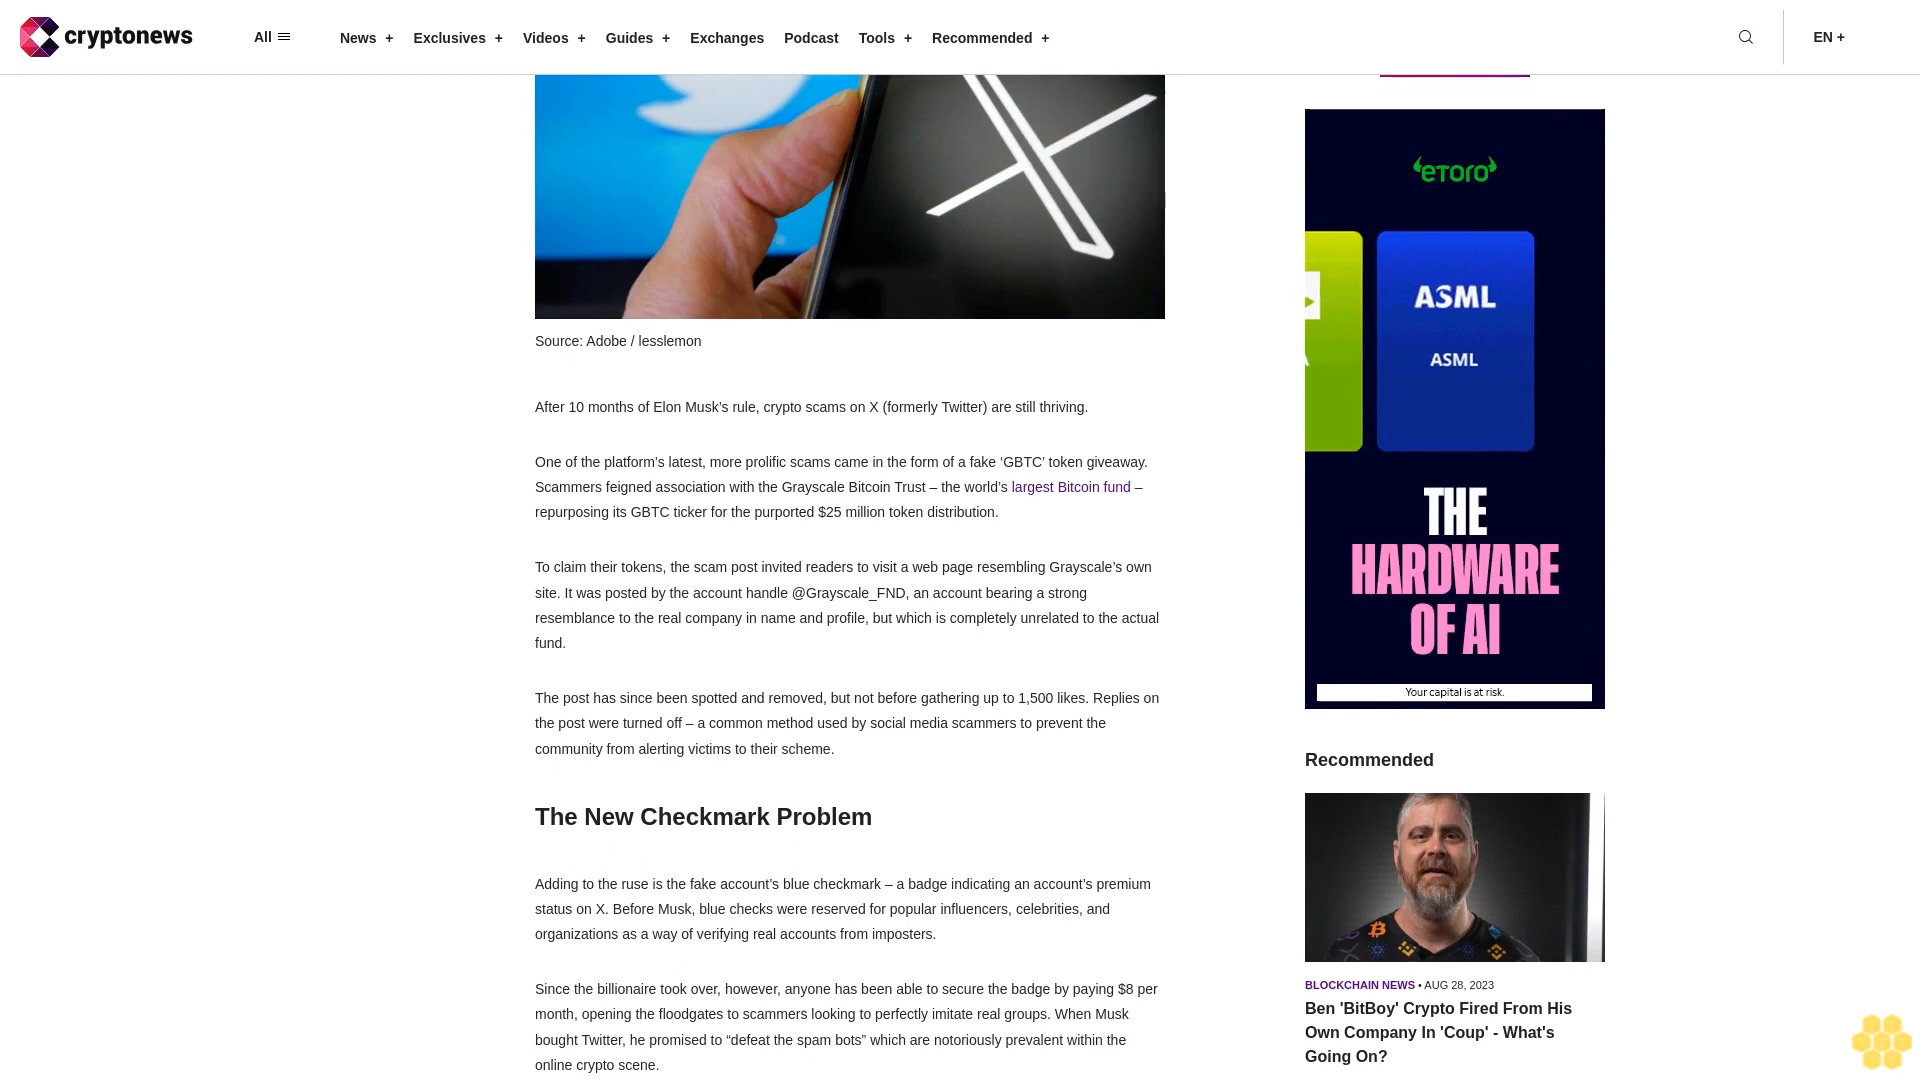 cryptonews
All
News +
Exclusives +
Videos +
Guides +
Exchanges
Podcast
Tools +
Recommended +
EN +
Source: Adobe / lesslemon
After 10 months of Elon Musk’s rule, crypto scams on X (formerly Twitter) are still thriving.
One of the platform’s latest, more prolific scams came in the form of a fake ‘GBTC’ token giveaway.
Scammers feigned association with the Grayscale Bitcoin Trust – the world’s largest Bitcoin fund –
repurposing its GBTC ticker for the purported $25 million token distribution.
To claim their tokens, the scam post invited readers to visit a web page resembling Grayscale’s own
site. It was posted by the account handle @Grayscale_FND, an account bearing a strong
resemblance to the real company in name and profile, but which is completely unrelated to the actual
fund.
The post has since been spotted and removed, but not before gathering up to 1,500 likes. Replies on
the post were turned off – a common method used by social media scammers to prevent the
community from alerting victims to their scheme.
The New Checkmark Problem
Adding to the ruse is the fake account’s blue checkmark – a badge indicating an account’s premium
status on X. Before Musk, blue checks were reserved for popular influencers, celebrities, and
organizations as a way of verifying real accounts from imposters.
Since the billionaire took over, however, anyone has been able to secure the badge by paying $8 per
month, opening the floodgates to scammers looking to perfectly imitate real groups. When Musk
bought Twitter, he promised to “defeat the spam bots” which are notoriously prevalent within the
online crypto scene.
eToro
ASML
ASML
THE
HARDWARE
OF AI
Your capital is at risk.
Recommended
BLOCKCHAIN NEWS • AUG 28, 2023
Ben 'BitBoy' Crypto Fired From His
Own Company In 'Coup' - What's
Going On?